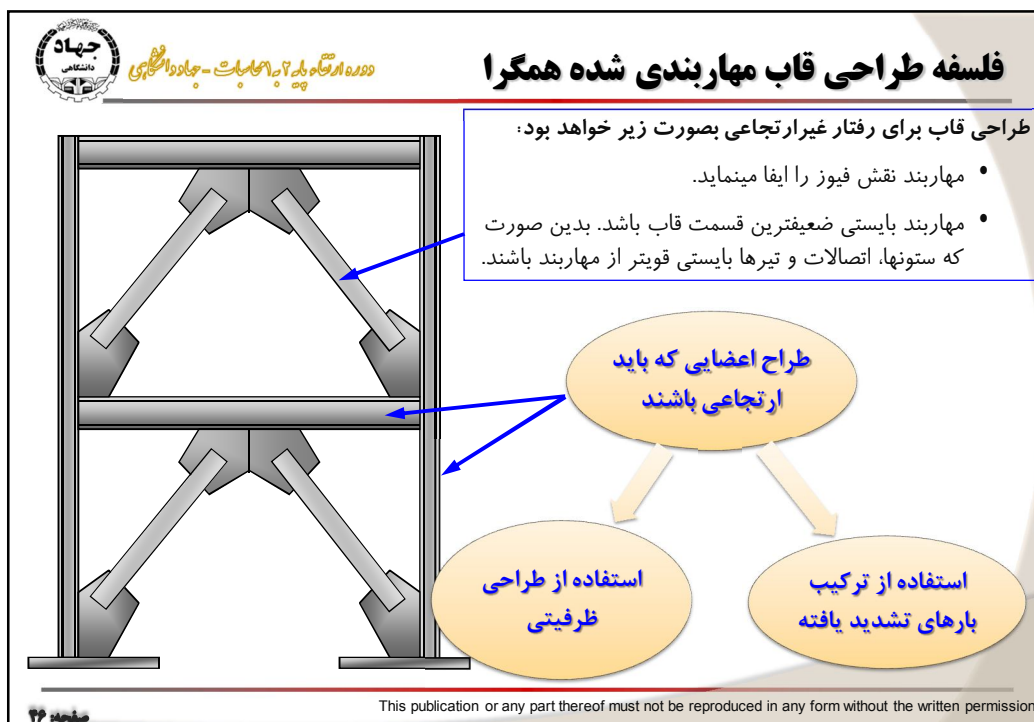 جهاد
دانشگاهی
دوره ارتقاء پایه ۲ به ۱ محاسبات - جهاد دانشگاهی
فلسفه طراحی قاب مهاربندی شده همگرا
طراحی قاب برای رفتار غیرارتجاعی بصورت زیر خواهد بود:
• مهاربند نقش فیوز را ایفا مینماید.
• مهاربند بایستی ضعیفترین قسمت قاب باشد. بدین صورت
که ستونها، اتصالات و تیرها بایستی قویتر از مهاربند باشند.
طراح اعضایی که باید
ارتجاعی باشند
استفاده از طراحی
ظرفیتی
استفاده از ترکیب
بارهای تشدید یافته
This publication or any part thereof must not be reproduced in any form without the written permission
صفحه: ۳۶